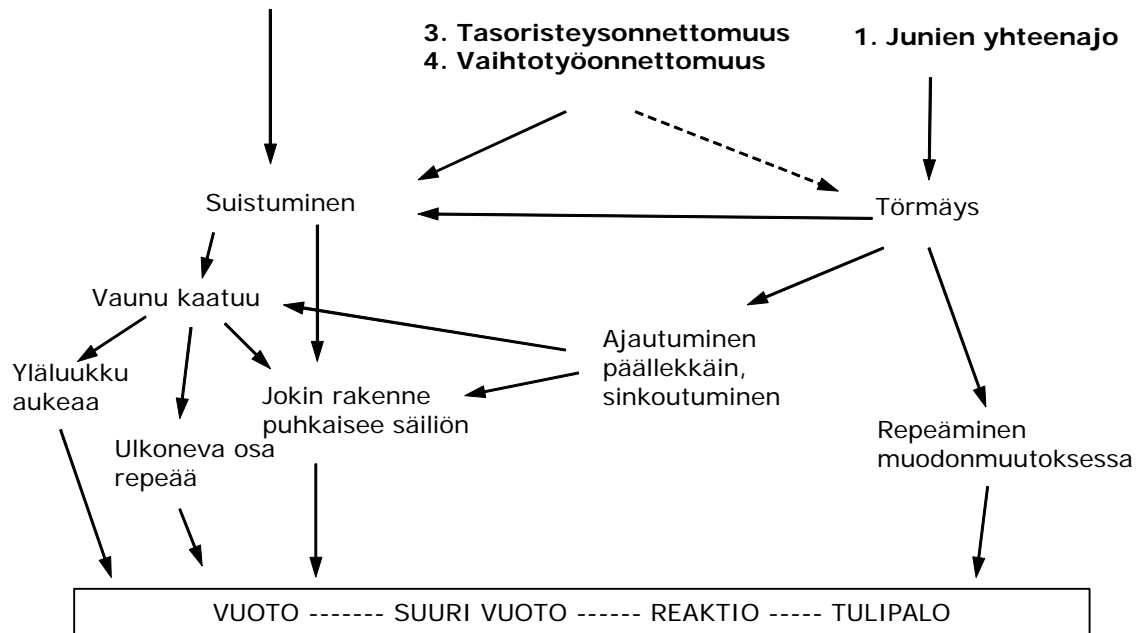 3. Tasoristeysonnettomuus
4. Vaihtotyöonnettomuus
1. Junien yhteenajo
Suistuminen
Törmäys
Vaunu kaatuu
Ajautuminen
päällekkäin,
sinkoutuminen
Yläluukku
aukeaa
Jokin rakenne
puhkaisee säiliön
Ulkoneva osa
repeää
Repeäminen
muodonmuutoksessa
VUOTO ------- SUURI VUOTO ------ REAKTIO ----- TULIPALO